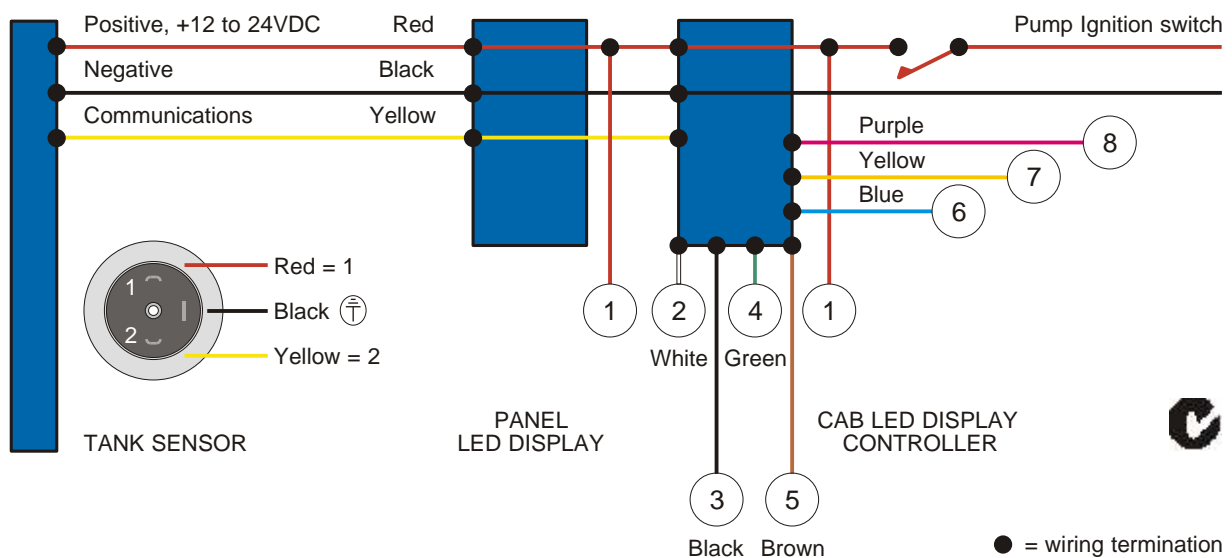 Positive, +12 to 24VDC Red Pump Ignition switch
Negative Black
Communications Yellow
Purple 8
Yellow 7
Blue 6
1 Red = 1
Black
2 Yellow = 2
1 2 4 1
White Green
TANK SENSOR
PANEL
LED DISPLAY
CAB LED DISPLAY
CONTROLLER
3 5
Black Brown
= wiring termination